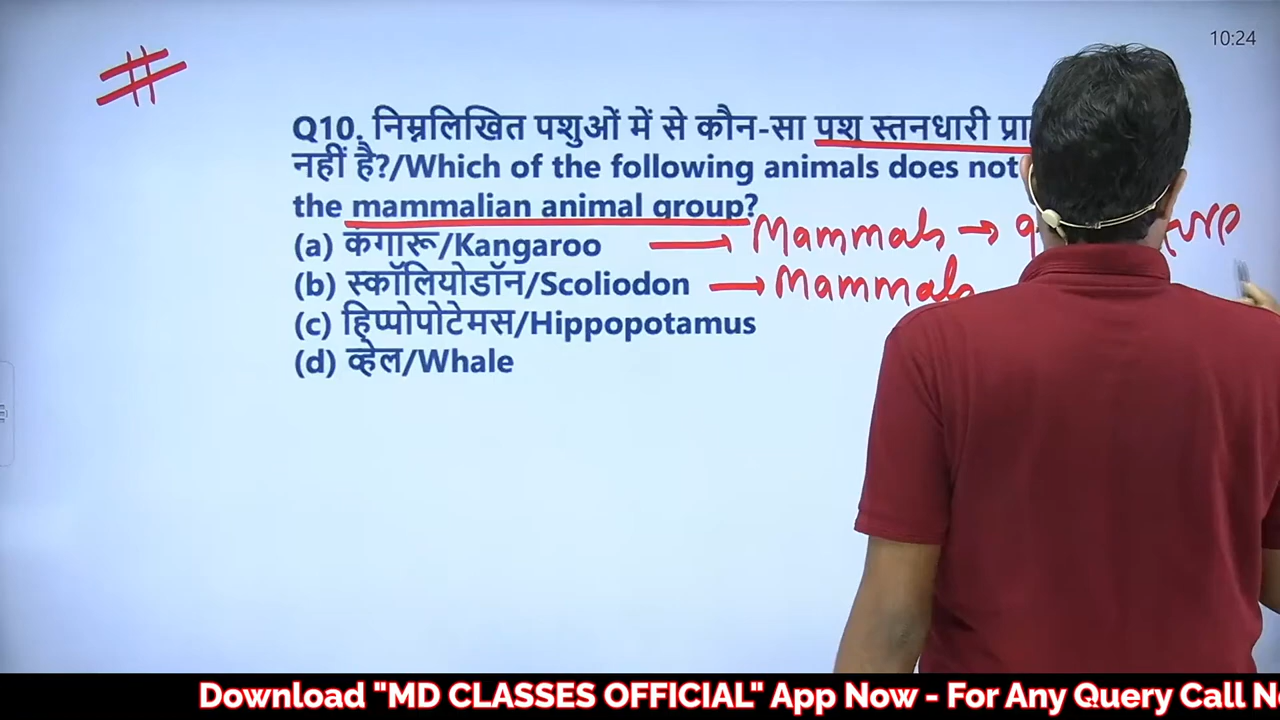 10:24
Q10. निम्नलिखित पशुओं में से कौन-सा पशु स्तनधारी
नहीं है?/Which of the following animals does not
the mammalian animal group?
(a) कंगारू/Kangaroo → Mammals →
(b) स्कॉलियोडॉन/Scoliodon → Mammals
(c) हिप्पोपोटेमस/Hippopotamus
(d) व्हेल/Whale
Download "MD CLASSES OFFICIAL" App Now - For Any Query Call